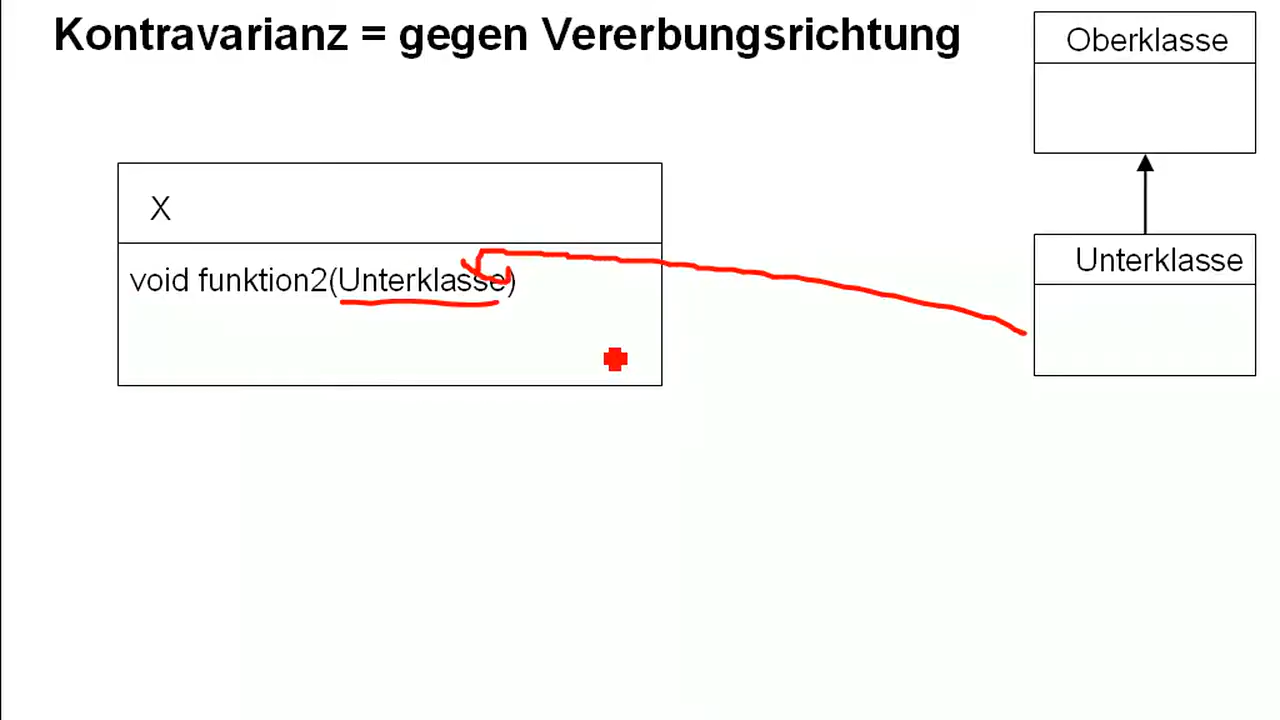 Kontravarianz = gegen Vererbungsrichtung
Oberklasse
X
Unterklasse
void funktion2(Unterklasse)